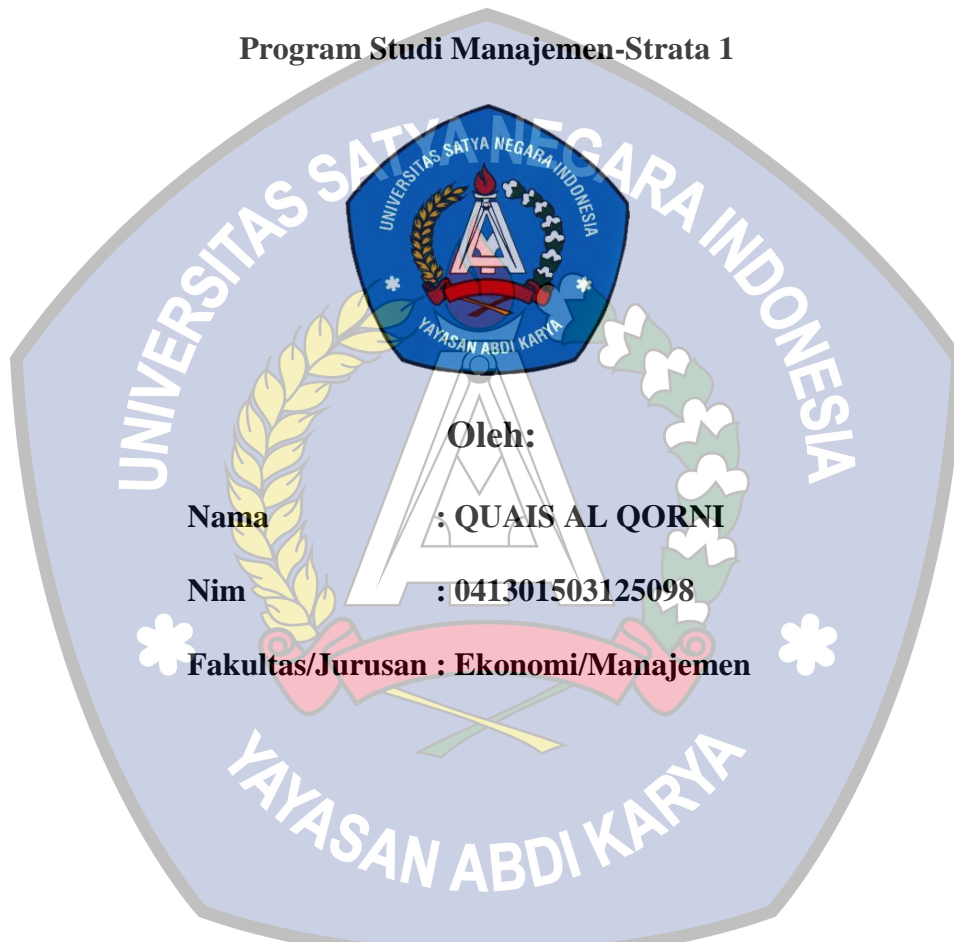 Program Studi Manajemen-Strata 1
UNIVERSITAS SATYA NEGARA INDONESIA
YAYASAN ABDI KARYA
UNIVERSITAS SATYA NEGARA INDONESIA
Oleh:
Nama : QUAIS AL QORNI
Nim : 041301503125098
Fakultas/Jurusan : Ekonomi/Manajemen
YAYASAN ABDI KARYA